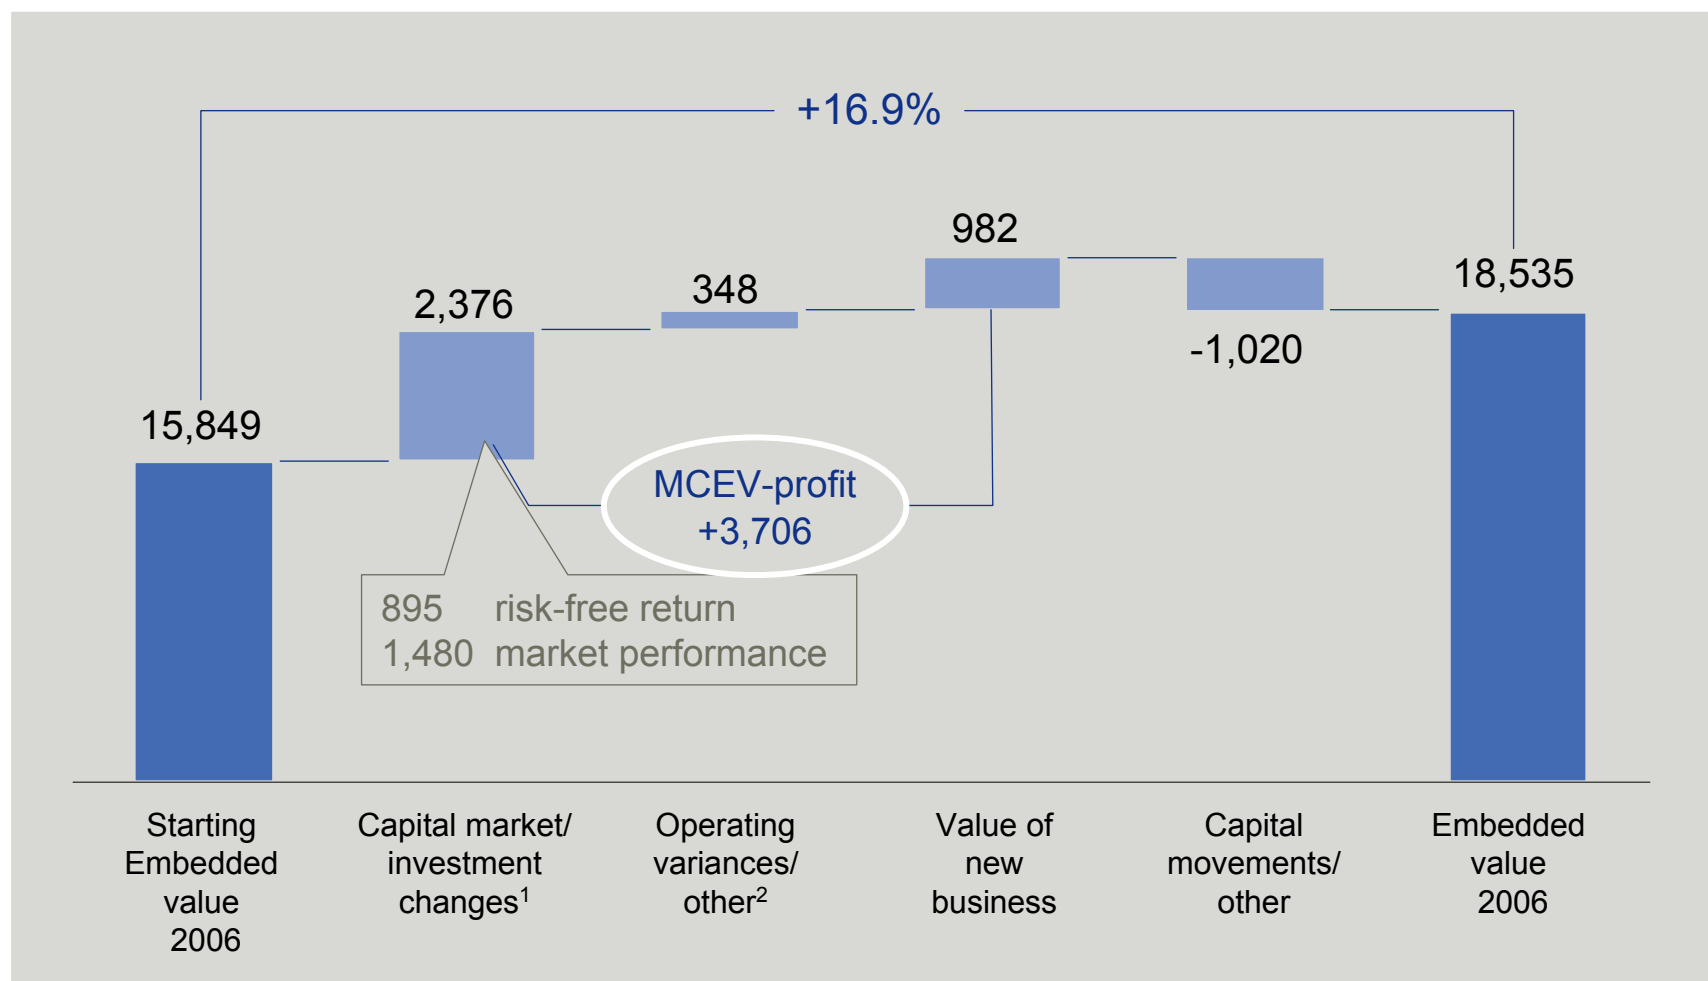 +16.9%
982
18,535
348
2,376
-1,020
15,849
MCEV-profit
+3,706
895 risk-free return
1,480 market performance
Starting
Embedded
value
2006
Capital market/
investment
changes¹
Operating
variances/
other²
Value of
new
business
Capital
movements/
other
Embedded
value
2006